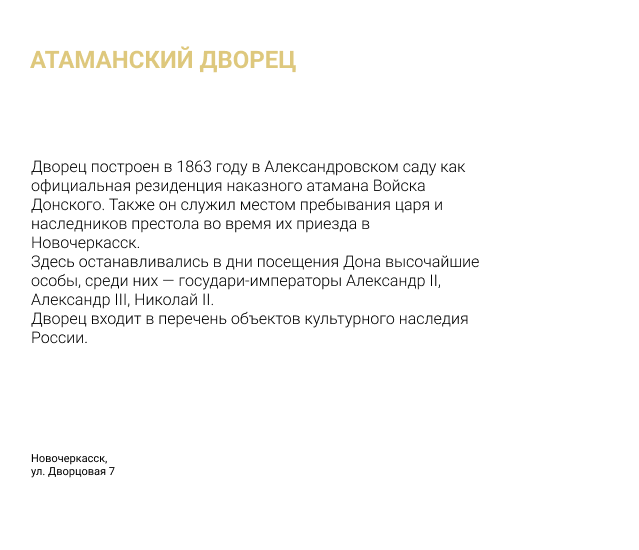 АТАМАНСКИЙ ДВОРЕЦ
Дворец построен в 1863 году в Александровском саду как
официальная резиденция наказного атамана Войска
Донского. Также он служил местом пребывания царя и
наследников престола во время их приезда в
Новочеркасск.
Здесь останавливались в дни посещения Дона высочайшие
особы, среди них — государи-императоры Александр II,
Александр III, Николай II.
Дворец входит в перечень объектов культурного наследия
России.
Новочеркасск,
ул. Дворцовая 7